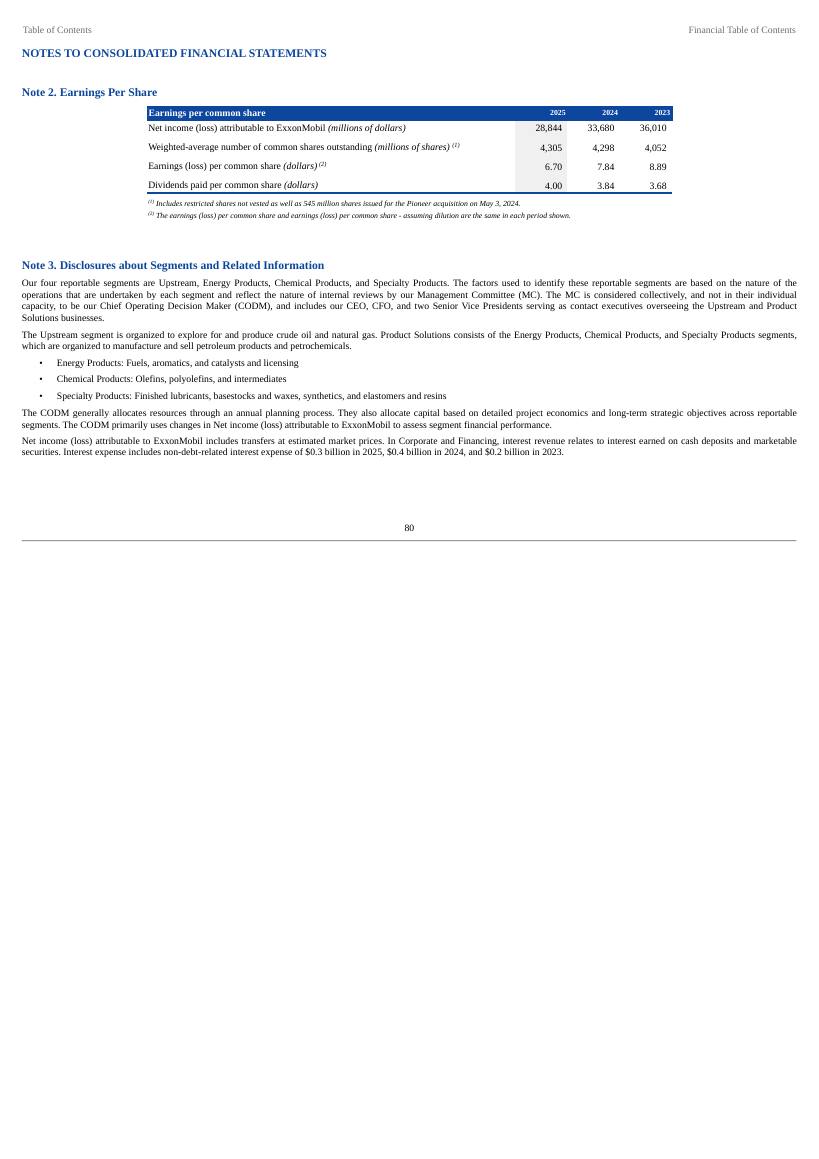 Table of Contents Financial Table of Contents
NOTES TO CONSOLIDATED FINANCIAL STATEMENTS
Note 2. Earnings Per Share
Earnings per common share 2025 2024 2023
Net income (loss) attributable to ExxonMobil (millions of dollars) 28,844 33,680 36,010
Weighted-average number of common shares outstanding (millions of shares) (1) 4,305 4,298 4,052
Earnings (loss) per common share (dollars) (2) 6.70 7.84 8.89
Dividends paid per common share (dollars) 4.00 3.84 3.68
(1) Includes restricted shares not vested as well as 545 million shares issued for the Pioneer acquisition on May 3, 2024.
(2) The earnings (loss) per common share and earnings (loss) per common share - assuming dilution are the same in each period shown.
Note 3. Disclosures about Segments and Related Information
Our four reportable segments are Upstream, Energy Products, Chemical Products, and Specialty Products. The factors used to identify these reportable segments are based on the nature of the
operations that are undertaken by each segment and reflect the nature of internal reviews by our Management Committee (MC). The MC is considered collectively, and not in their individual
capacity, to be our Chief Operating Decision Maker (CODM), and includes our CEO, CFO, and two Senior Vice Presidents serving as contact executives overseeing the Upstream and Product
Solutions businesses.
The Upstream segment is organized to explore for and produce crude oil and natural gas. Product Solutions consists of the Energy Products, Chemical Products, and Specialty Products segments,
which are organized to manufacture and sell petroleum products and petrochemicals.
• Energy Products: Fuels, aromatics, and catalysts and licensing
• Chemical Products: Olefins, polyolefins, and intermediates
• Specialty Products: Finished lubricants, basestocks and waxes, synthetics, and elastomers and resins
The CODM generally allocates resources through an annual planning process. They also allocate capital based on detailed project economics and long-term strategic objectives across reportable
segments. The CODM primarily uses changes in Net income (loss) attributable to ExxonMobil to assess segment financial performance.
Net income (loss) attributable to ExxonMobil includes transfers at estimated market prices. In Corporate and Financing, interest revenue relates to interest earned on cash deposits and marketable
securities. Interest expense includes non-debt-related interest expense of $0.3 billion in 2025, $0.4 billion in 2024, and $0.2 billion in 2023.
80